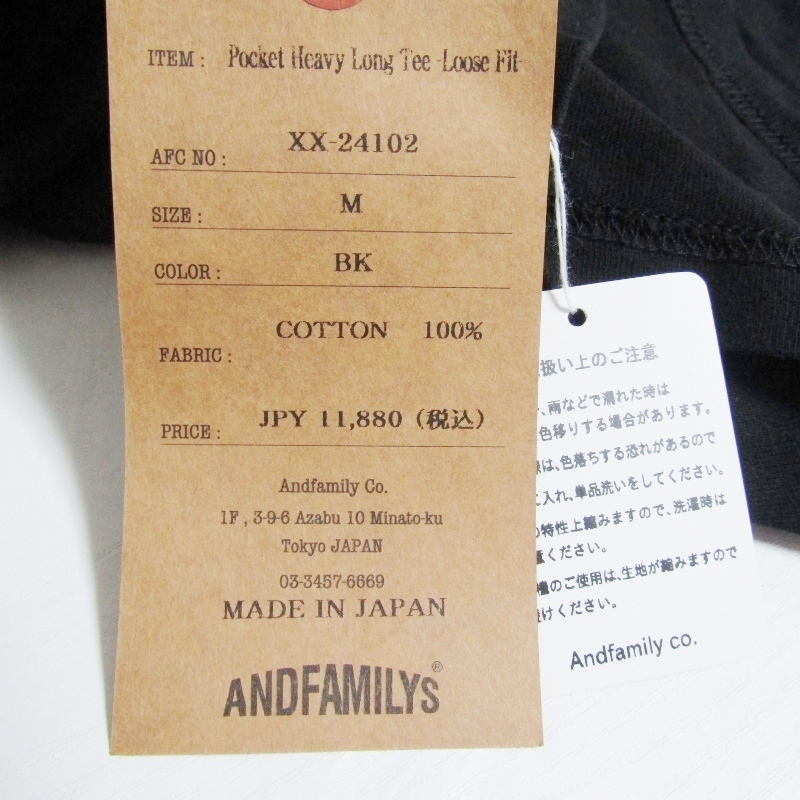 ITEM : Pocket Heavy Long Tee -Loose Fit-
AFC NO : XX-24102
SIZE : M
COLOR : BK
FABRIC : COTTON 100%
PRICE : JPY 11,880 (税込)
Andfamily Co.
1F , 3-9-6 Azabu 10 Minato-ku
Tokyo JAPAN
03-3457-6669
MADE IN JAPAN
ANDFAMILYS®
扱い上のご注意
、雨などで濡れた時は
色移りする場合があります。
は、色落ちする恐れがあるので
に入れ、単品洗いをしてください。
の特性上縮みますので、洗濯時は
ください。
のご使用は、生地が縮みますので
けください。
Andfamily co.